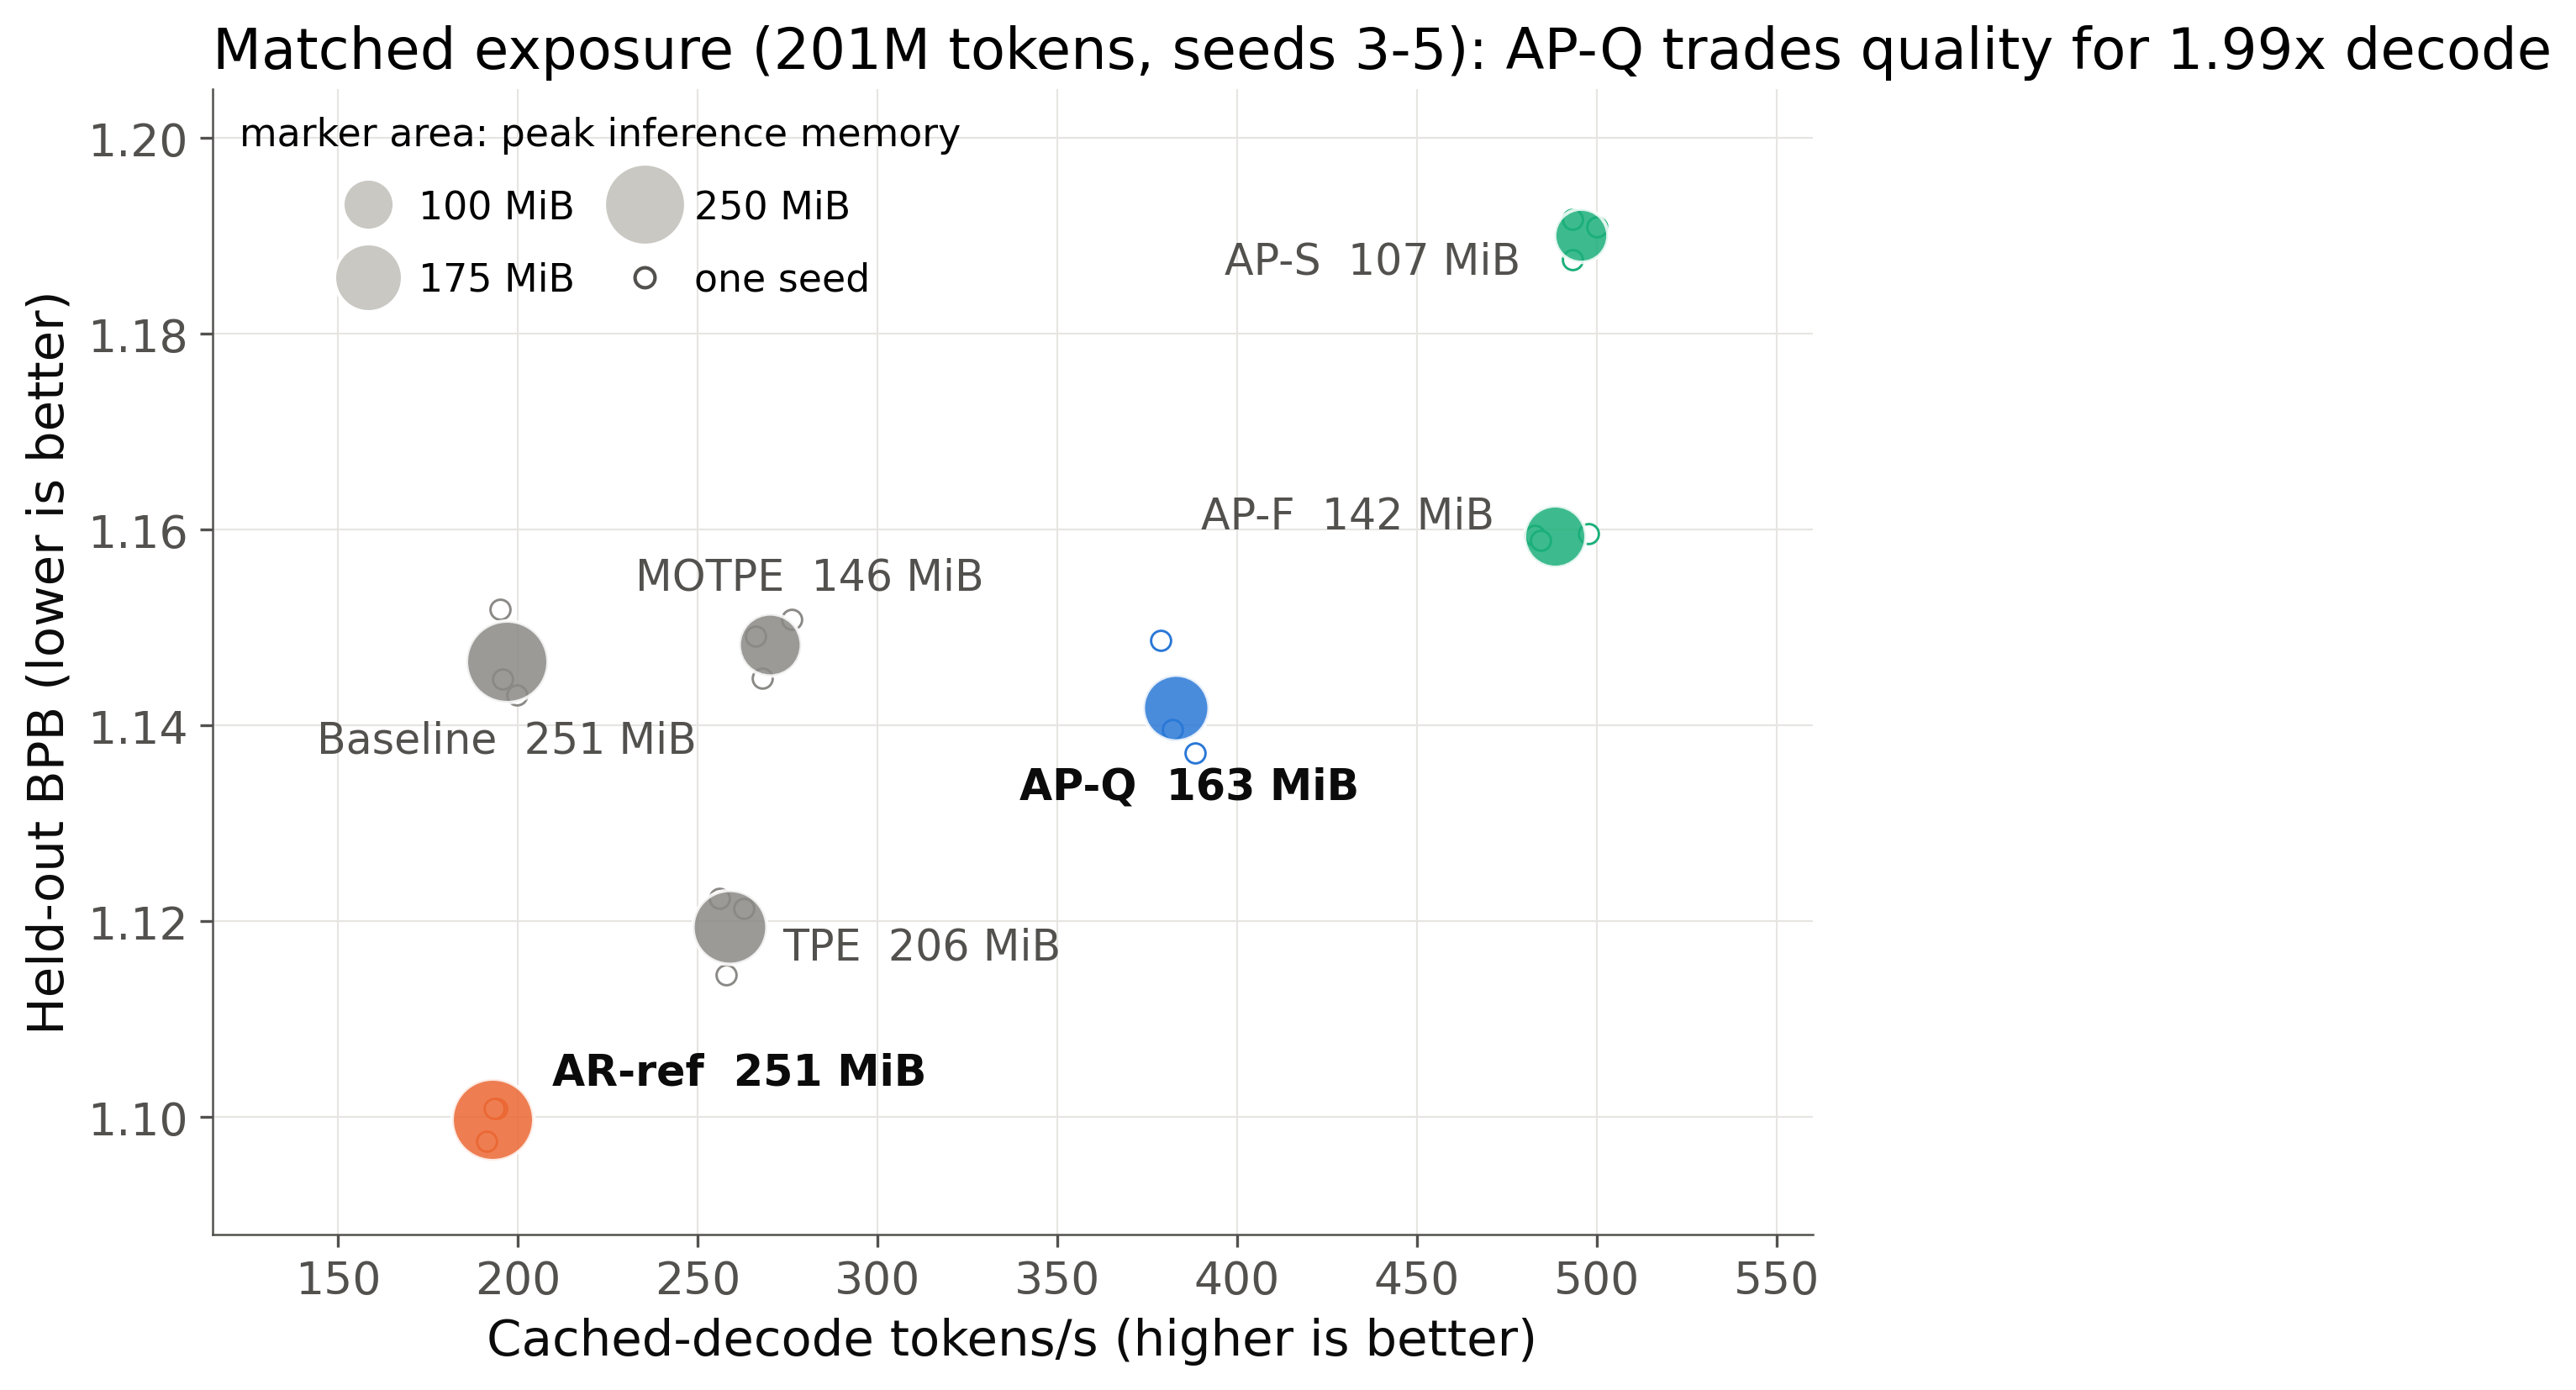 Matched exposure (201M tokens, seeds 3-5): AP-Q trades quality for 1.99x decode
marker area: peak inference memory
100 MiB
250 MiB
175 MiB
one seed
Held-out BPB (lower is better)
1.20
1.18
1.16
1.14
1.12
1.10
AP-S 107 MiB
AP-F 142 MiB
MOTPE 146 MiB
Baseline 251 MiB
AP-Q 163 MiB
TPE 206 MiB
AR-ref 251 MiB
150 200 250 300 350 400 450 500 550
Cached-decode tokens/s (higher is better)